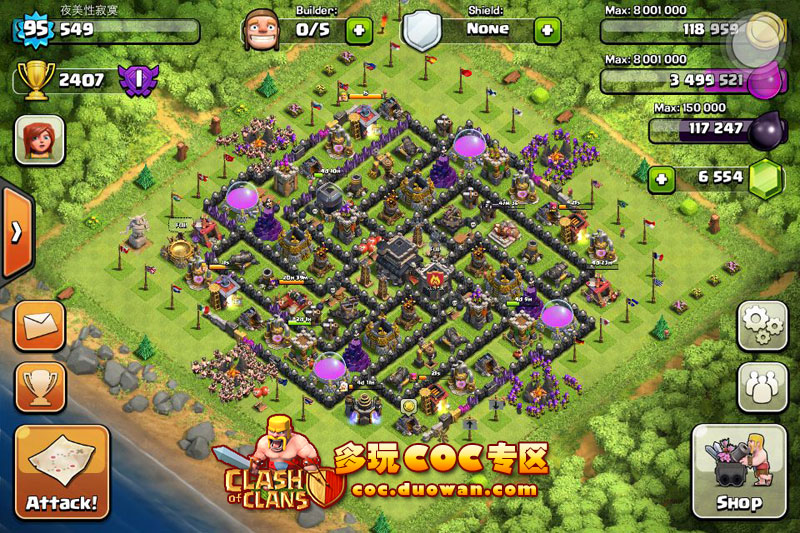 夜美性寂寞
95 549
2407
Builder:
0/5
Shield:
None
Max: 8 001 000
118 959
Max: 8 001 000
3 499 521
Max: 150 000
117 247
6 554
Attack!
Shop
CLASH
of
CLANS
多玩COC专区
coc.duowan.com